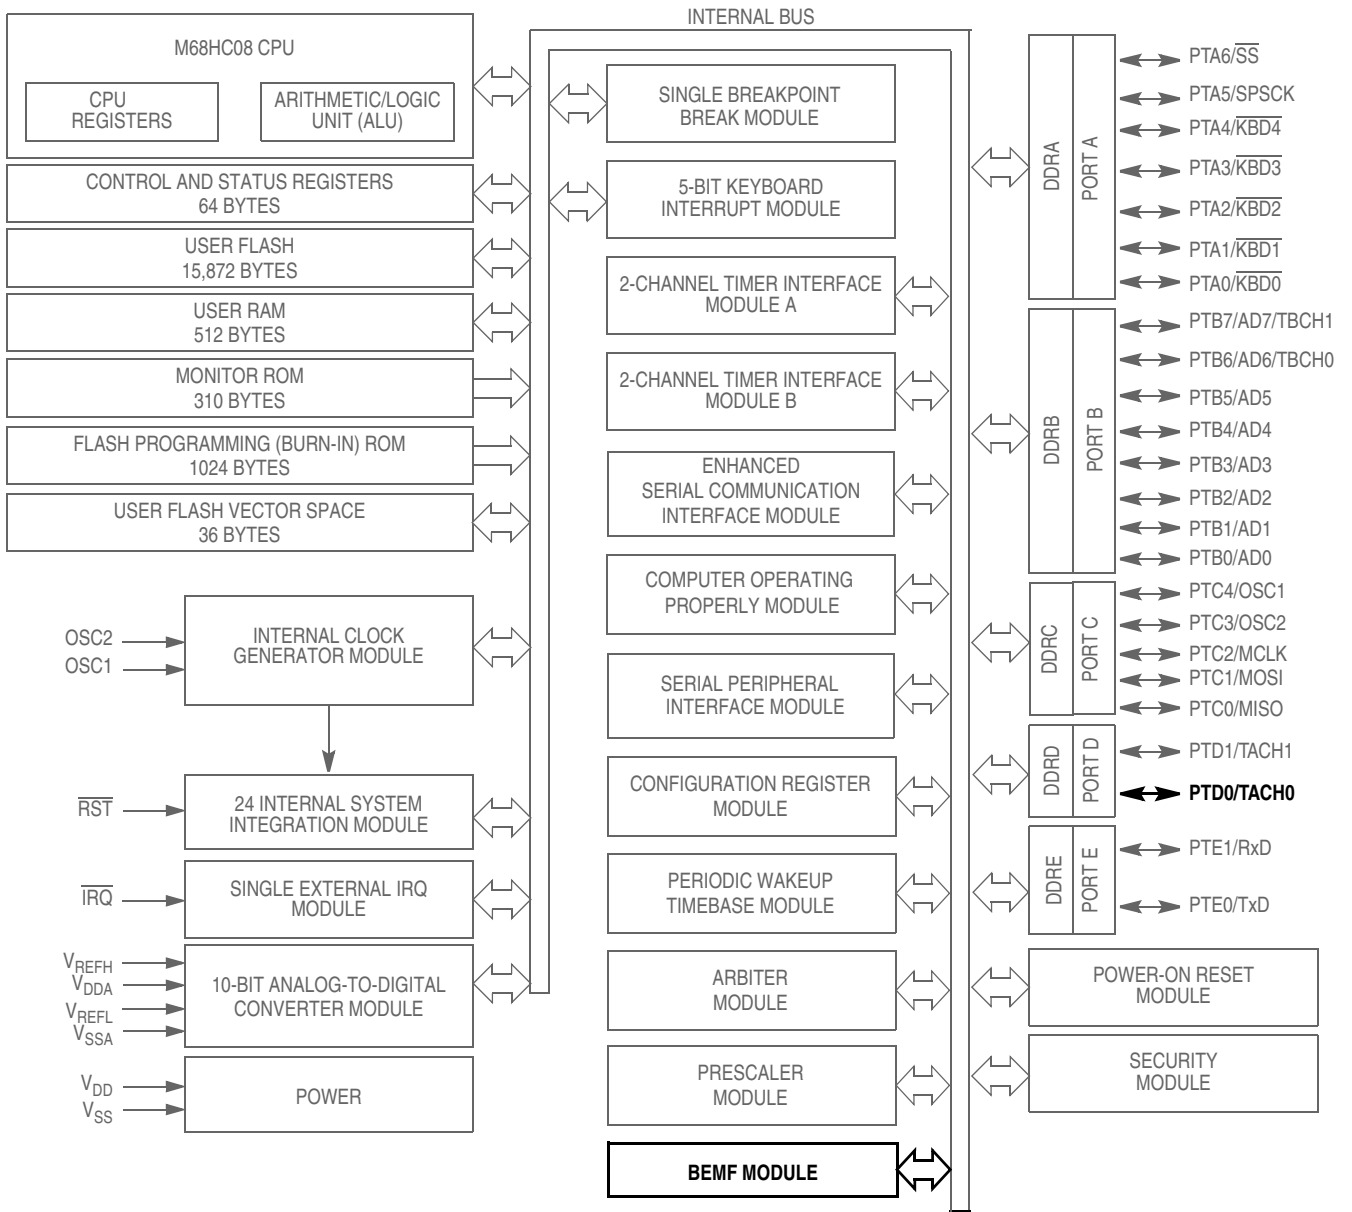 INTERNAL BUS
M68HC08 CPU
CPU
REGISTERS
ARITHMETIC/LOGIC
UNIT (ALU)
CONTROL AND STATUS REGISTERS
64 BYTES
USER FLASH
15,872 BYTES
USER RAM
512 BYTES
MONITOR ROM
310 BYTES
FLASH PROGRAMMING (BURN-IN) ROM
1024 BYTES
USER FLASH VECTOR SPACE
36 BYTES
OSC2
OSC1
INTERNAL CLOCK
GENERATOR MODULE
RST
24 INTERNAL SYSTEM
INTEGRATION MODULE
IRQ
SINGLE EXTERNAL IRQ
MODULE
VREFH
VDDA
VREFL
VSSA
10-BIT ANALOG-TO-DIGITAL
CONVERTER MODULE
VDD
VSS
POWER
SINGLE BREAKPOINT
BREAK MODULE
5-BIT KEYBOARD
INTERRUPT MODULE
2-CHANNEL TIMER INTERFACE
MODULE A
2-CHANNEL TIMER INTERFACE
MODULE B
ENHANCED
SERIAL COMMUNICATION
INTERFACE MODULE
COMPUTER OPERATING
PROPERLY MODULE
SERIAL PERIPHERAL
INTERFACE MODULE
CONFIGURATION REGISTER
MODULE
PERIODIC WAKEUP
TIMEBASE MODULE
ARBITER
MODULE
PRESCALER
MODULE
BEMF MODULE
DDRA
PORT A
PTA6/SS
PTA5/SPSCK
PTA4/KBD4
PTA3/KBD3
PTA2/KBD2
PTA1/KBD1
PTA0/KBD0
DDRB
PORT B
PTB7/AD7/TBCH1
PTB6/AD6/TBCH0
PTB5/AD5
PTB4/AD4
PTB3/AD3
PTB2/AD2
PTB1/AD1
PTB0/AD0
DDRC
PORT C
PTC4/OSC1
PTC3/OSC2
PTC2/MCLK
PTC1/MOSI
PTC0/MISO
DDRD
PORT D
PTD1/TACH1
PTD0/TACH0
DDRE
PORT E
PTE1/RxD
PTE0/TxD
POWER-ON RESET
MODULE
SECURITY
MODULE